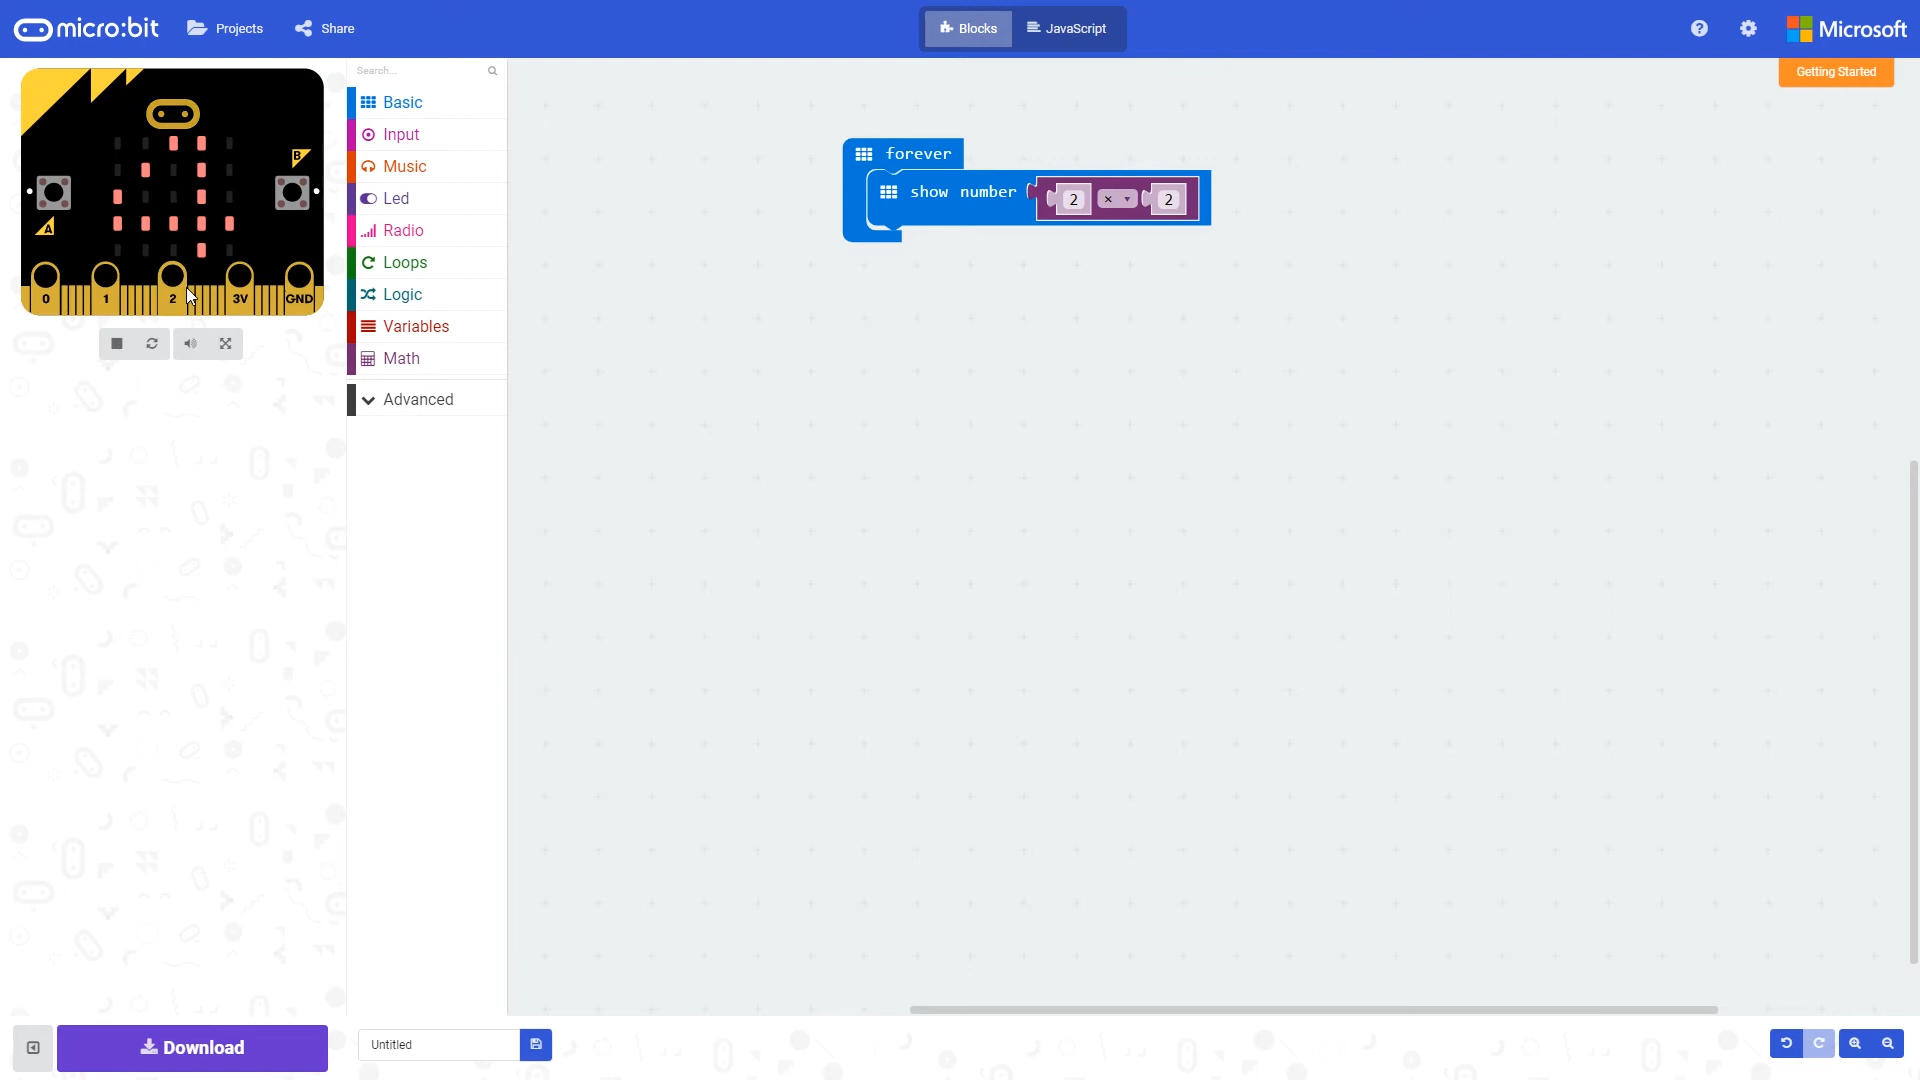 micro:bit
Projects
Share
Blocks
JavaScript
Microsoft
Getting Started
B
A
0 1 2 3V GND
Search...
Basic
Input
Music
Led
Radio
Loops
Logic
Variables
Math
Advanced
forever
show number 2 × 2
Download
Untitled